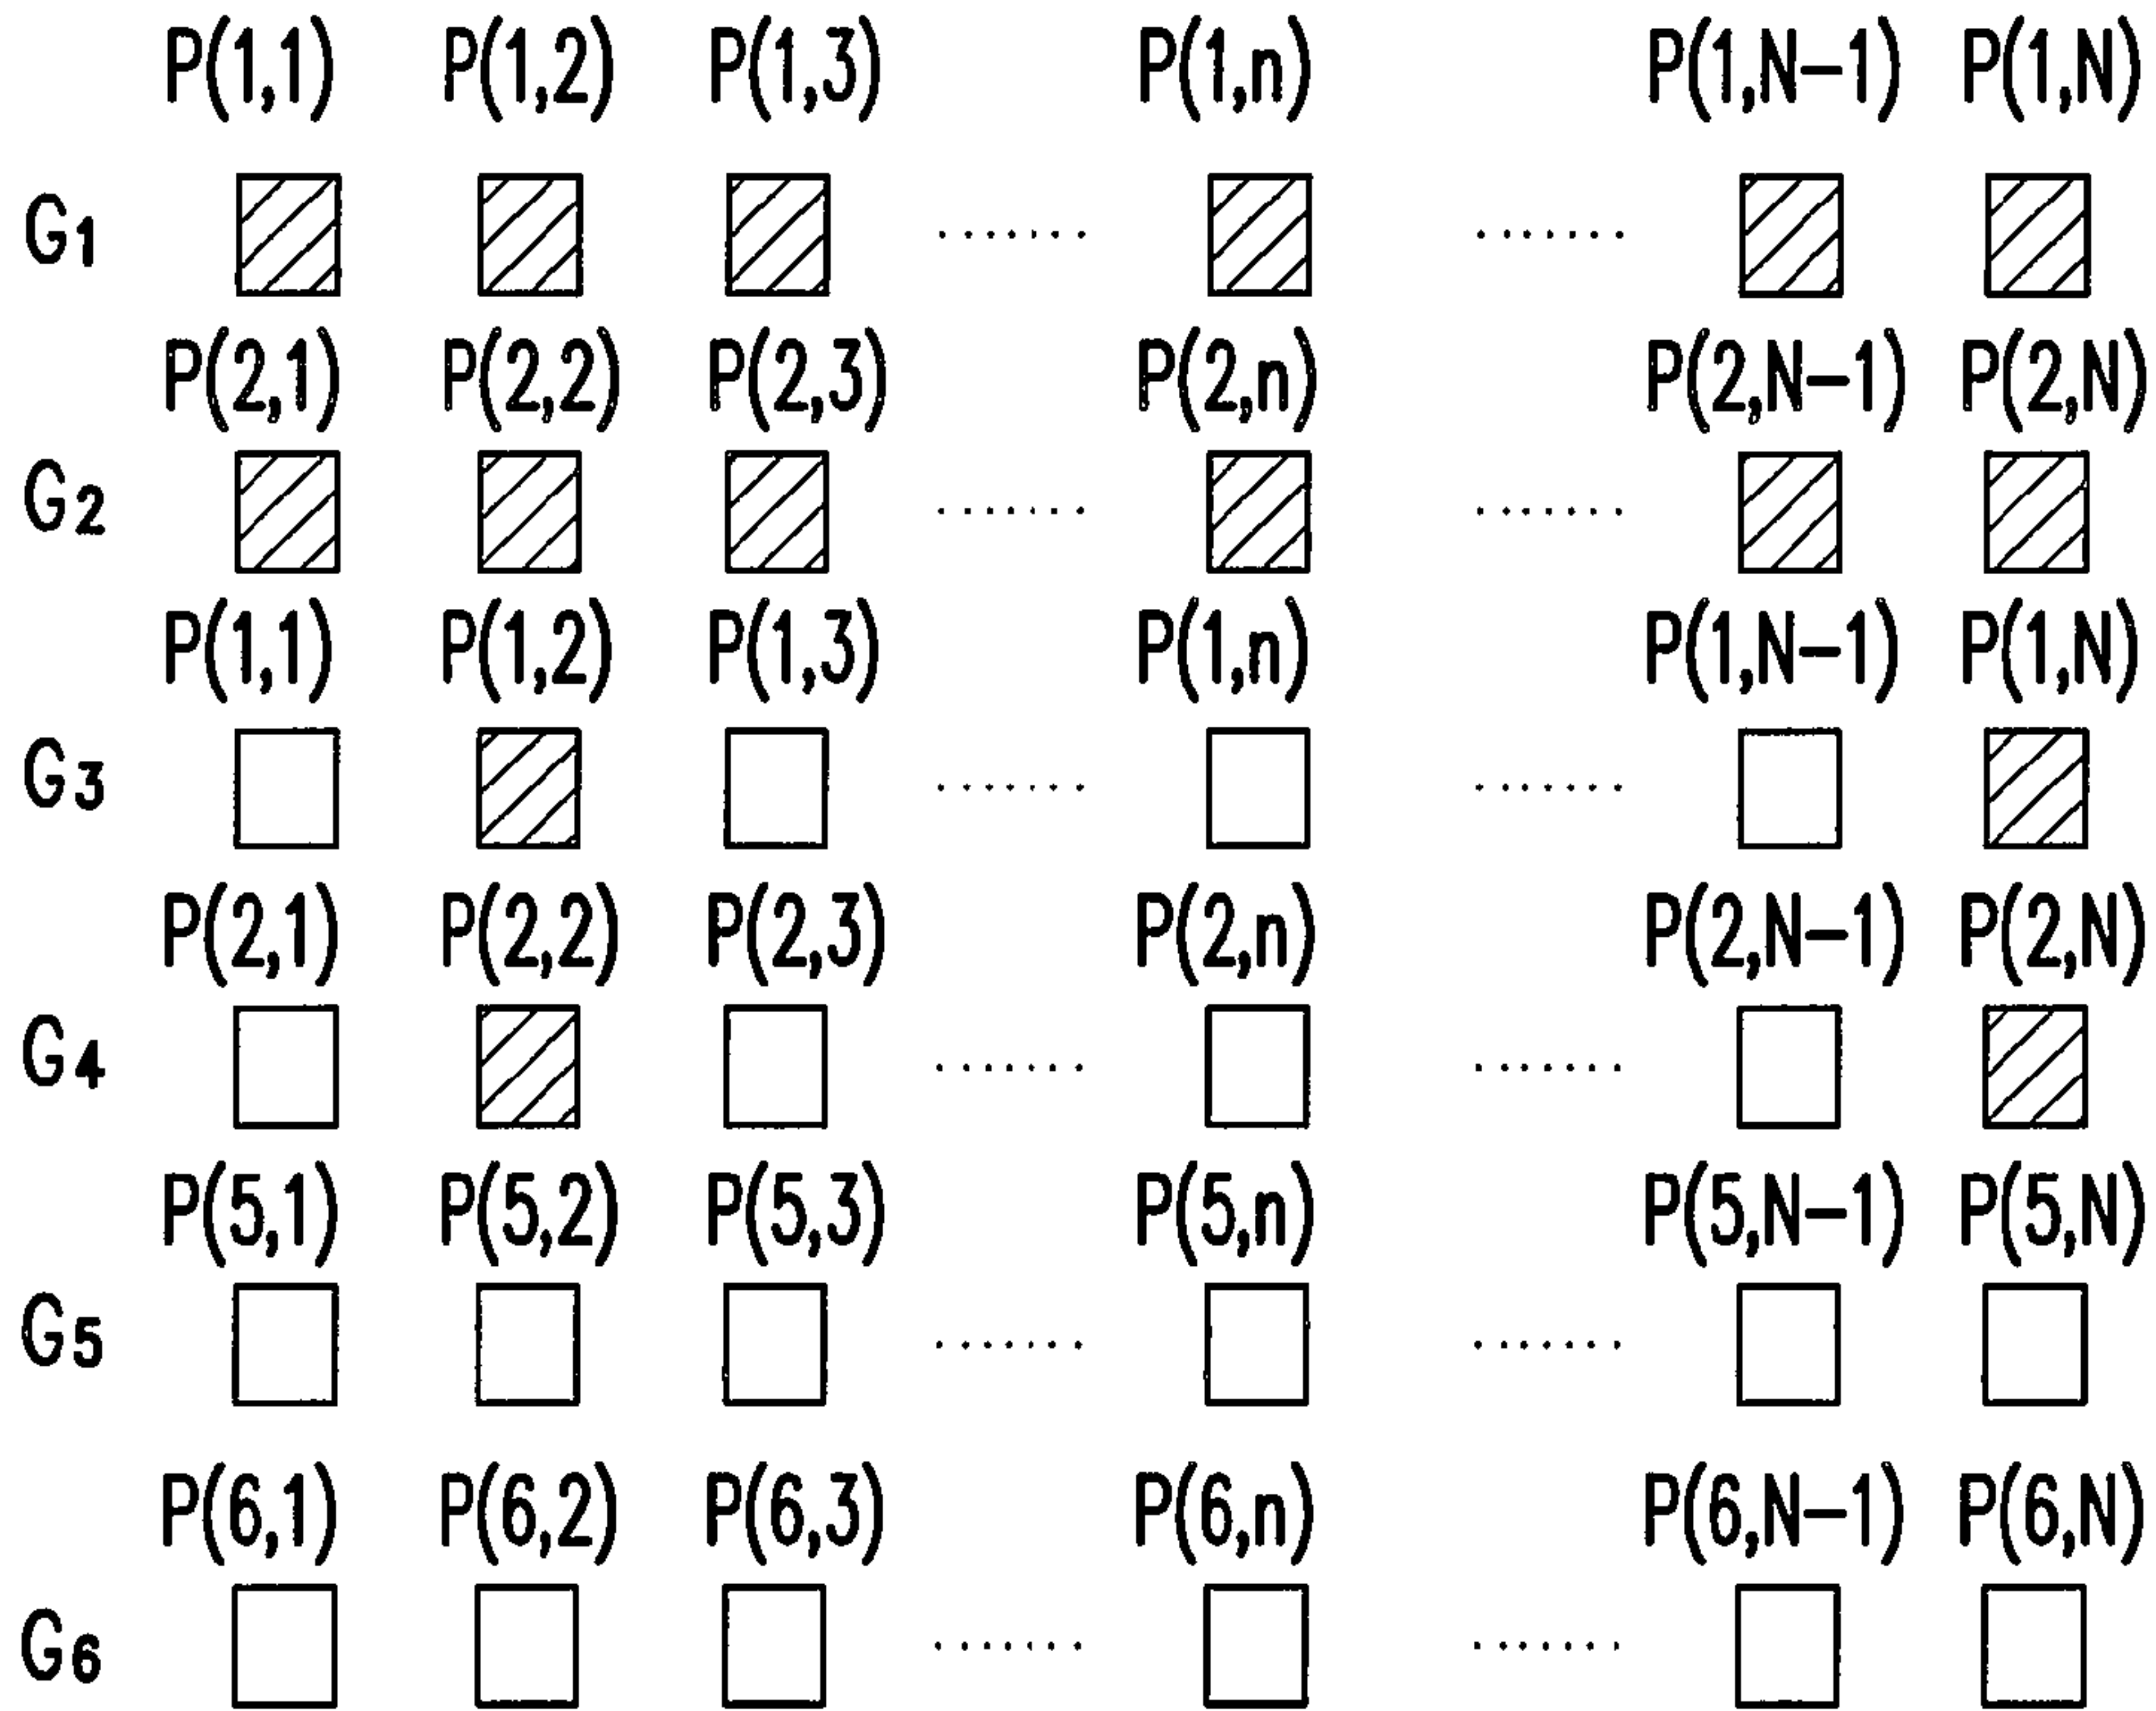 P(1,1) P(1,2) P(1,3) P(1,n) P(1,N-1) P(1,N)
G1 ....... .......
P(2,1) P(2,2) P(2,3) P(2,n) P(2,N-1) P(2,N)
G2 ....... .......
P(1,1) P(1,2) P(1,3) P(1,n) P(1,N-1) P(1,N)
G3 ....... .......
P(2,1) P(2,2) P(2,3) P(2,n) P(2,N-1) P(2,N)
G4 ....... .......
P(5,1) P(5,2) P(5,3) P(5,n) P(5,N-1) P(5,N)
G5 ....... .......
P(6,1) P(6,2) P(6,3) P(6,n) P(6,N-1) P(6,N)
G6 ....... .......